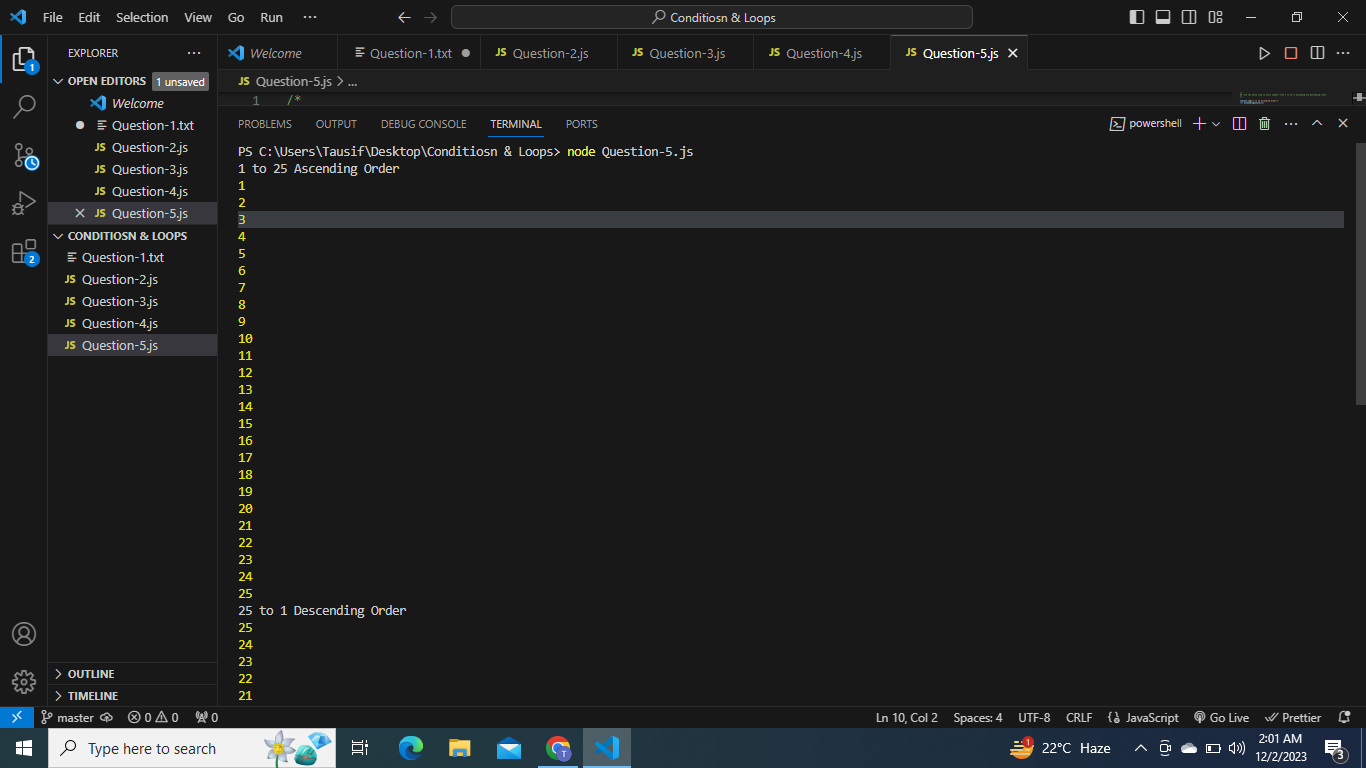 File Edit Selection View Go Run ··· Conditiosn & Loops
EXPLORER ···
Welcome Question-1.txt JS Question-2.js JS Question-3.js JS Question-4.js JS Question-5.js ···
OPEN EDITORS 1 unsaved
JS Question-5.js > ...
1 /*
Welcome
Question-1.txt
JS Question-2.js
JS Question-3.js
JS Question-4.js
JS Question-5.js
CONDITIOSN & LOOPS
Question-1.txt
JS Question-2.js
JS Question-3.js
JS Question-4.js
JS Question-5.js
OUTLINE
TIMELINE
1
2
PROBLEMS OUTPUT DEBUG CONSOLE TERMINAL PORTS powershell ···
PS C:\Users\Tausif\Desktop\Conditiosn & Loops> node Question-5.js
1 to 25 Ascending Order
1
2
3
4
5
6
7
8
9
10
11
12
13
14
15
16
17
18
19
20
21
22
23
24
25
25 to 1 Descending Order
25
24
23
22
21
master 0 0 0 Ln 10, Col 2 Spaces: 4 UTF-8 CRLF {} JavaScript Go Live Prettier
Type here to search T 1 22°C Haze 2:01 AM
12/2/2023 3